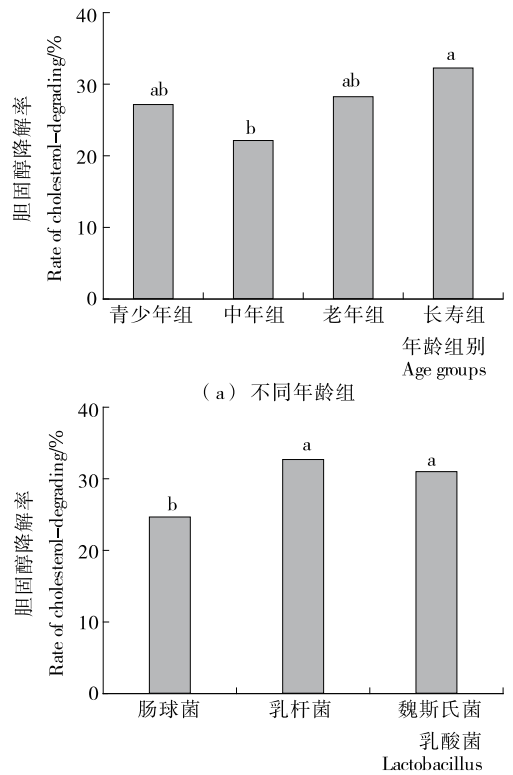 胆固醇降解率
Rate of cholesterol-degrading/%
40
30
20
10
0
ab
b
ab
a
青少年组
中年组
老年组
长寿组
年龄组别
Age groups
(a) 不同年龄组
胆固醇降解率
Rate of cholesterol-degrading/%
40
30
20
10
0
b
a
a
肠球菌
乳杆菌
魏斯氏菌
乳酸菌
Lactobacillus